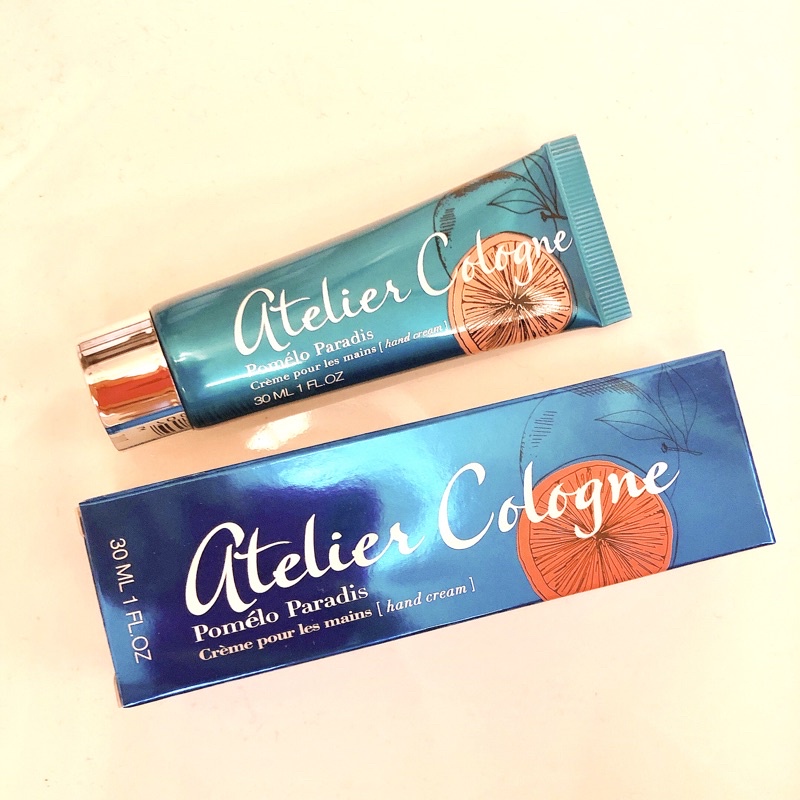 Atelier Cologne
Pomélo Paradis
Crème pour les mains [ hand cream ]
30 ML 1 FL.OZ
Atelier Cologne
Pomélo Paradis
Crème pour les mains [ hand cream ]
30 ML 1 FL.OZ